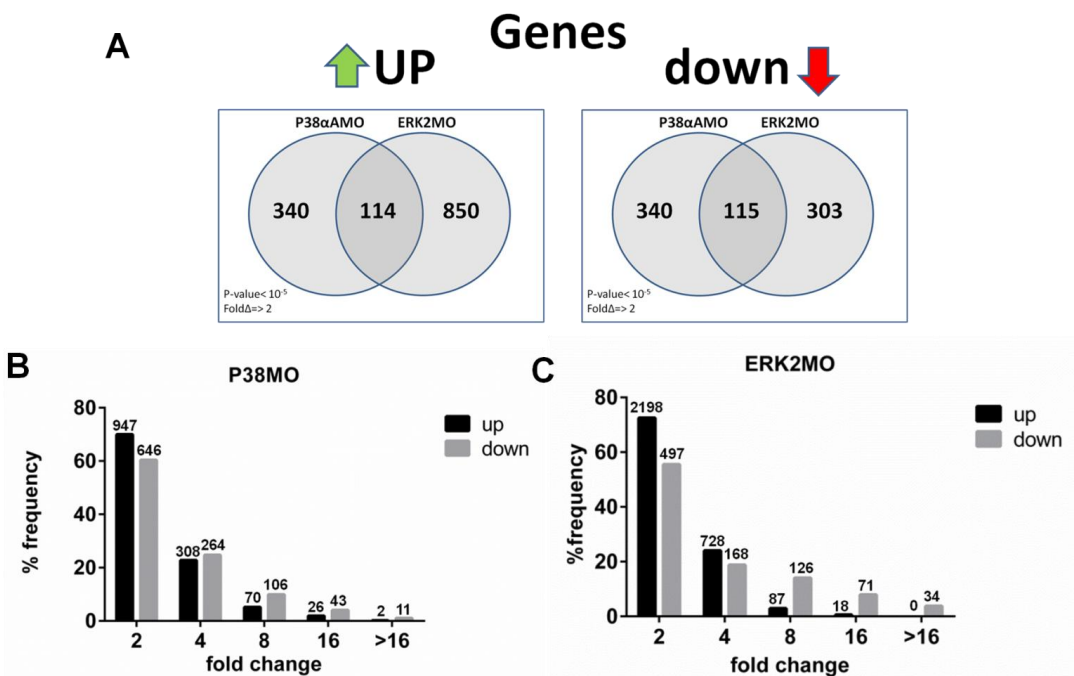 A
Genes
UP
down
P38αAMO ERK2MO
340 114 850
P-value< 10-5
FoldΔ=> 2
P38αAMO ERK2MO
340 115 303
P-value< 10-5
FoldΔ=> 2
B
P38MO
% frequency
80
60
40
20
0
947
646
308
264
70
106
26
43
2
11
2 4 8 16 >16
fold change
up
down
C
ERK2MO
%frequency
80
60
40
20
0
2198
497
728
168
87
126
18
71
0
34
2 4 8 16 >16
fold change
up
down